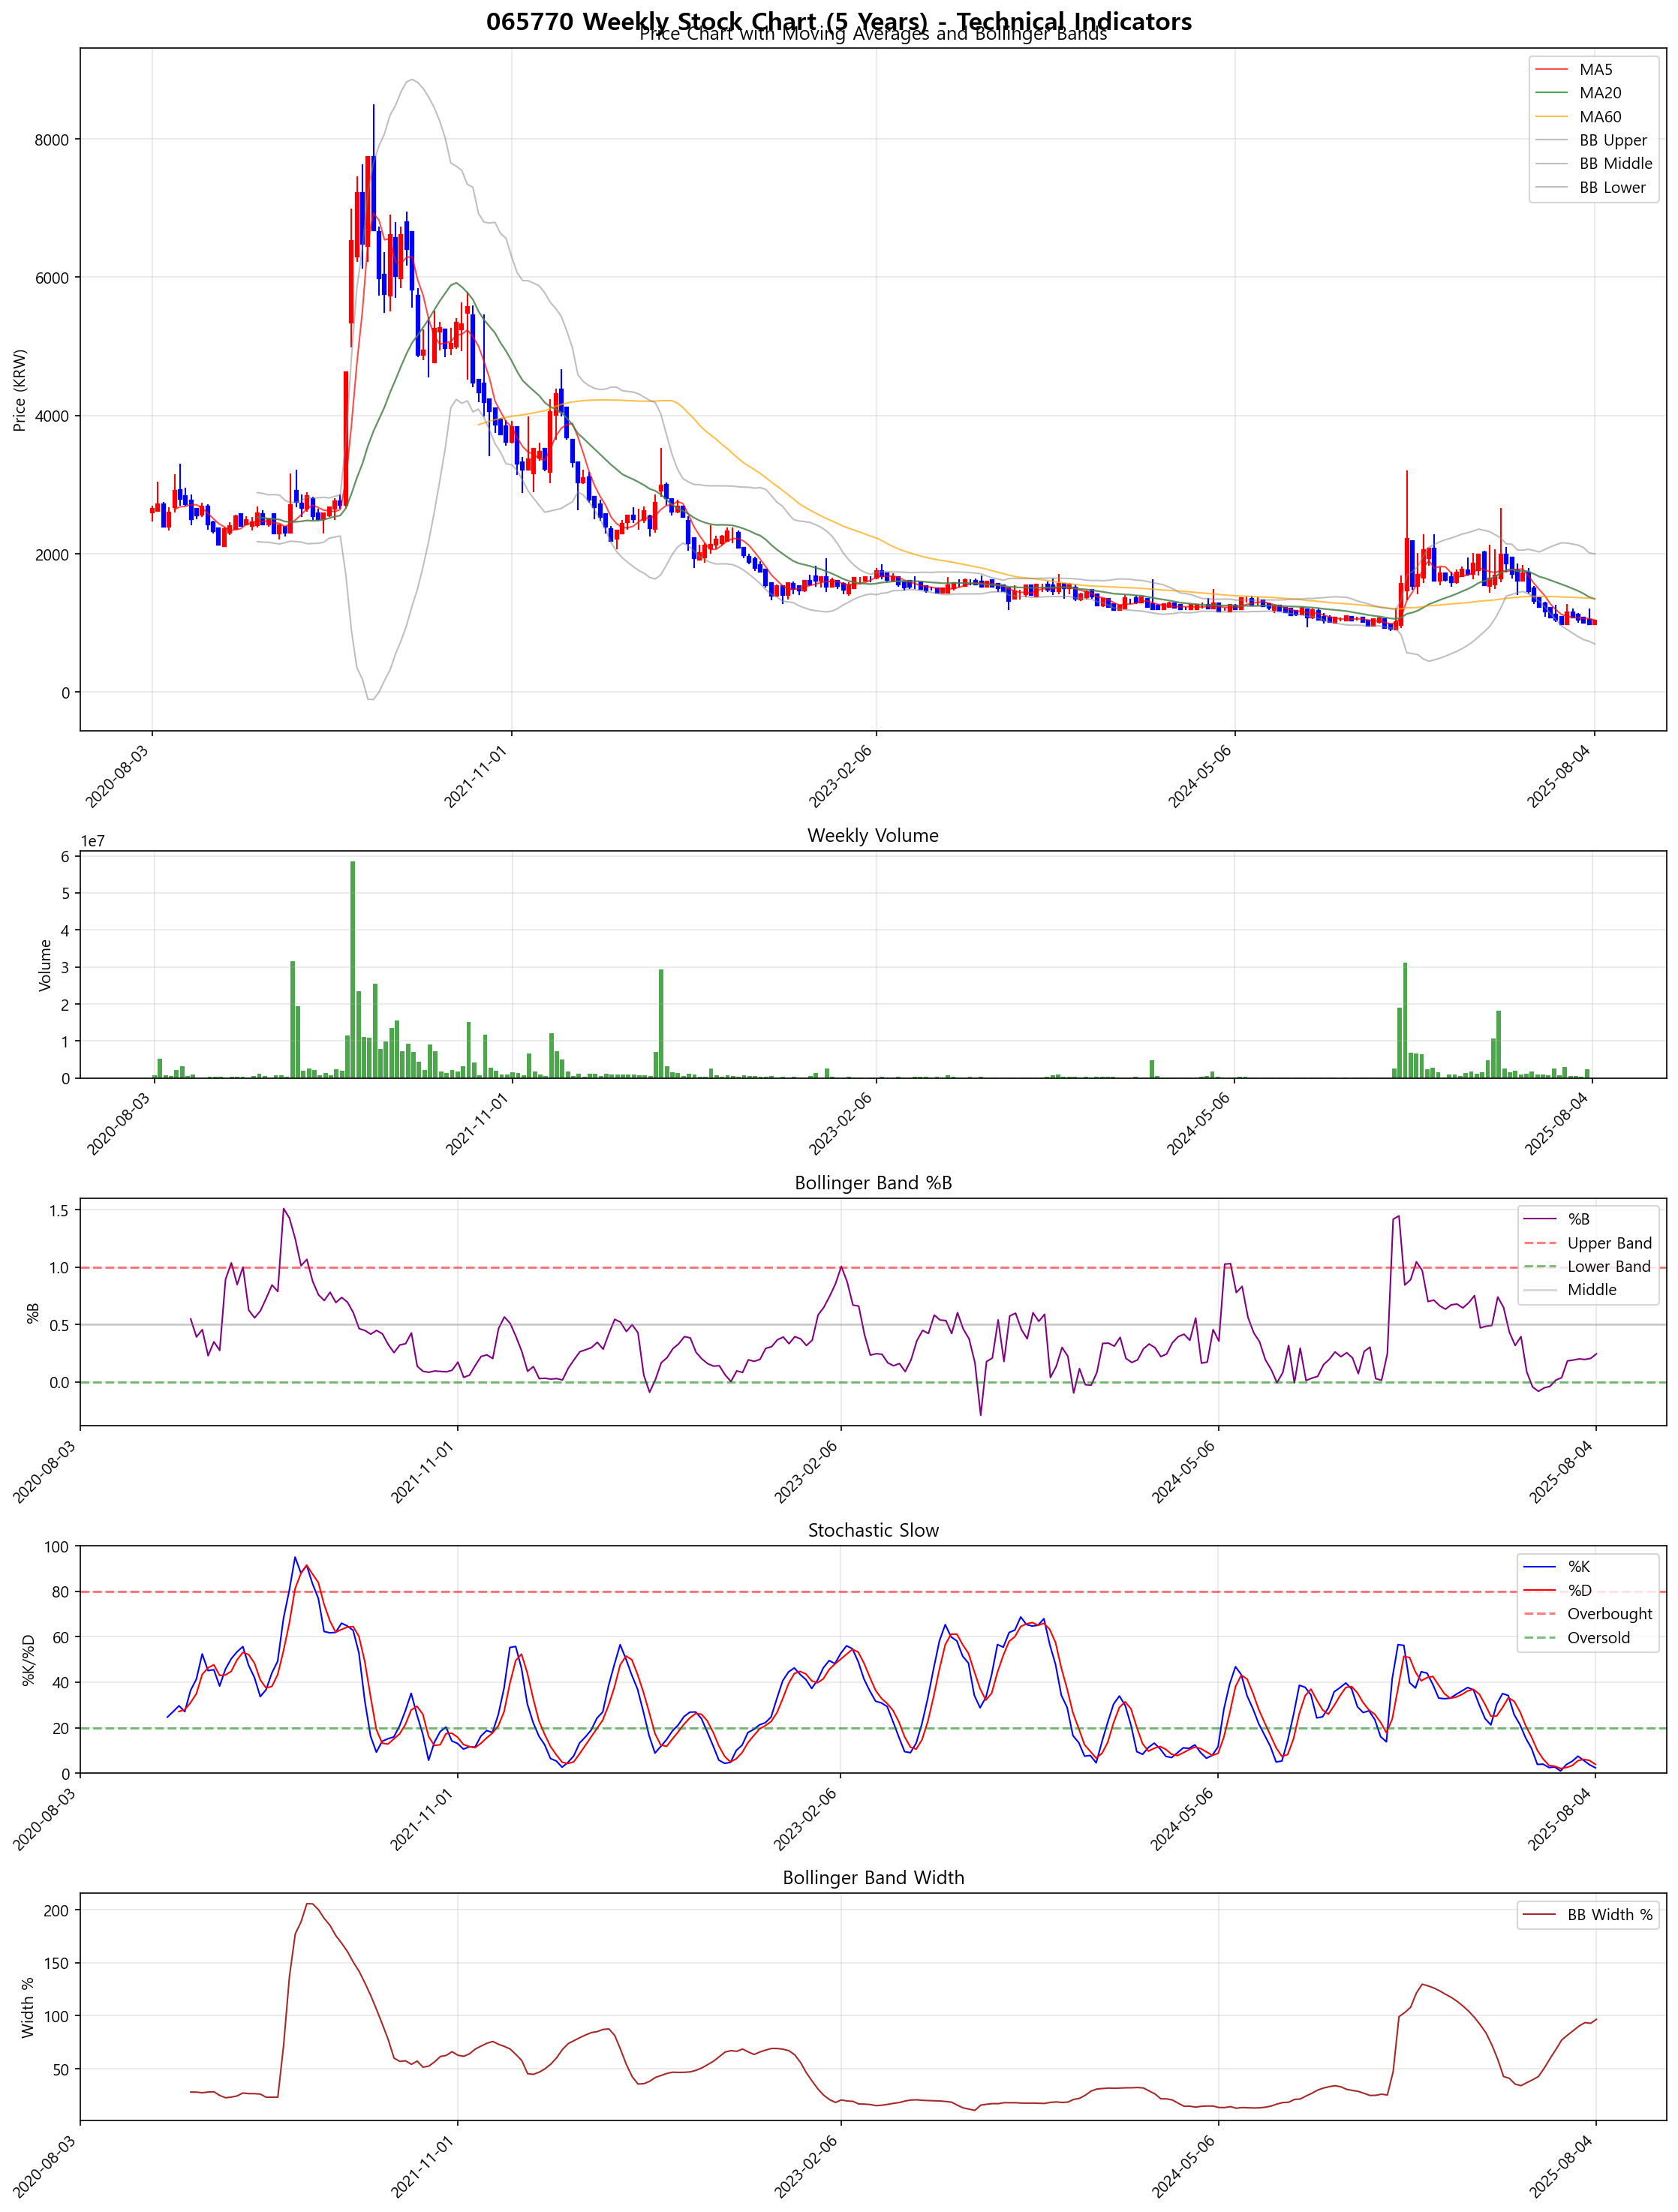 065770 Weekly Stock Chart (5 Years) - Technical Indicators
Price Chart with Moving Averages and Bollinger Bands
MA5
MA20
MA60
BB Upper
BB Middle
BB Lower
Price (KRW)
8000
6000
4000
2000
0
2020-08-03
2021-11-01
2023-02-06
2024-05-06
2025-08-04
Weekly Volume
1e7
Volume
6
5
4
3
2
1
0
2020-08-03
2021-11-01
2023-02-06
2024-05-06
2025-08-04
Bollinger Band %B
%B
1.5
1.0
0.5
0.0
%B
Upper Band
Lower Band
Middle
2020-08-03
2021-11-01
2023-02-06
2024-05-06
2025-08-04
Stochastic Slow
%K/%D
100
80
60
40
20
0
%K
%D
Overbought
Oversold
2020-08-03
2021-11-01
2023-02-06
2024-05-06
2025-08-04
Bollinger Band Width
Width %
200
150
100
50
BB Width %
2020-08-03
2021-11-01
2023-02-06
2024-05-06
2025-08-04